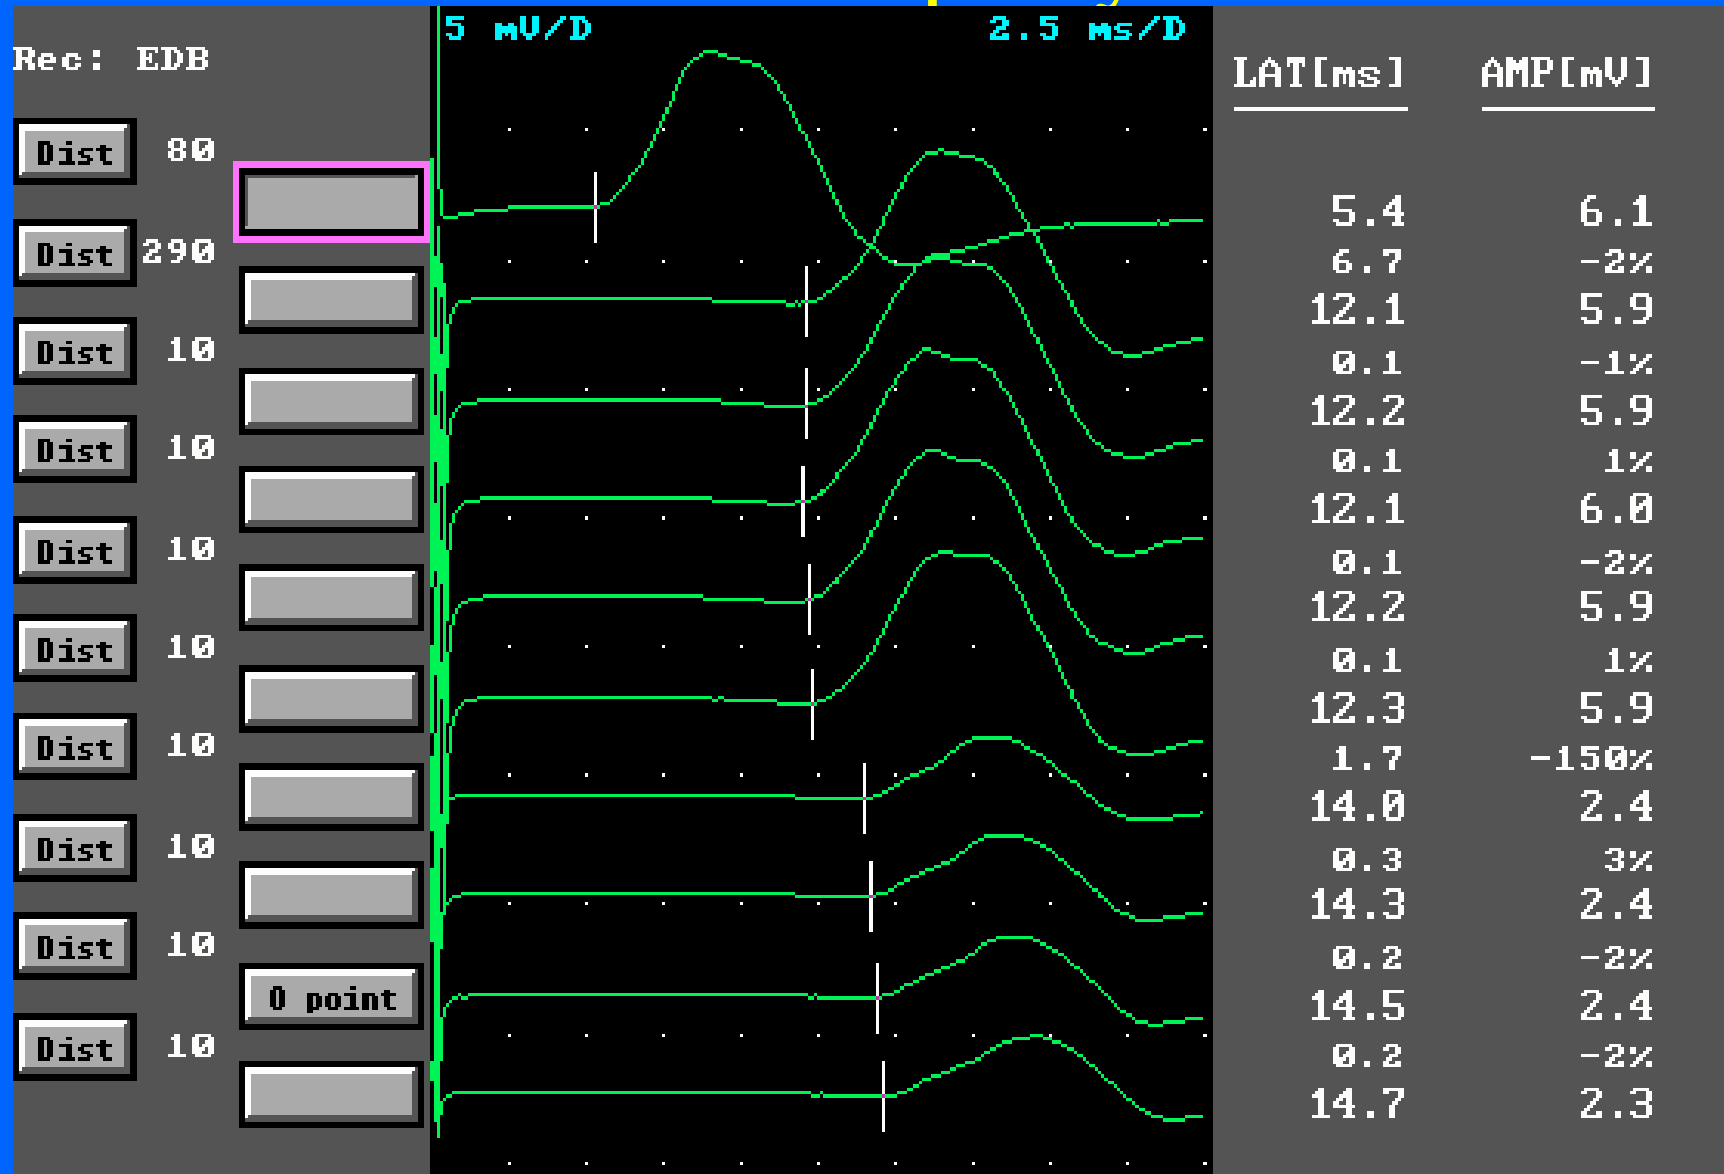 5 mV/D 2.5 ms/D
Rec: EDB
LAT[ms] AMP[mV]
Dist 80
5.4 6.1
Dist 290
6.7 -2%
12.1 5.9
Dist 10
0.1 -1%
12.2 5.9
Dist 10
0.1 1%
12.1 6.0
Dist 10
0.1 -2%
12.2 5.9
Dist 10
0.1 1%
12.3 5.9
Dist 10
1.7 -150%
14.0 2.4
Dist 10
0.3 3%
14.3 2.4
Dist 10
0.2 -2%
O point
14.5 2.4
Dist 10
0.2 -2%
14.7 2.3